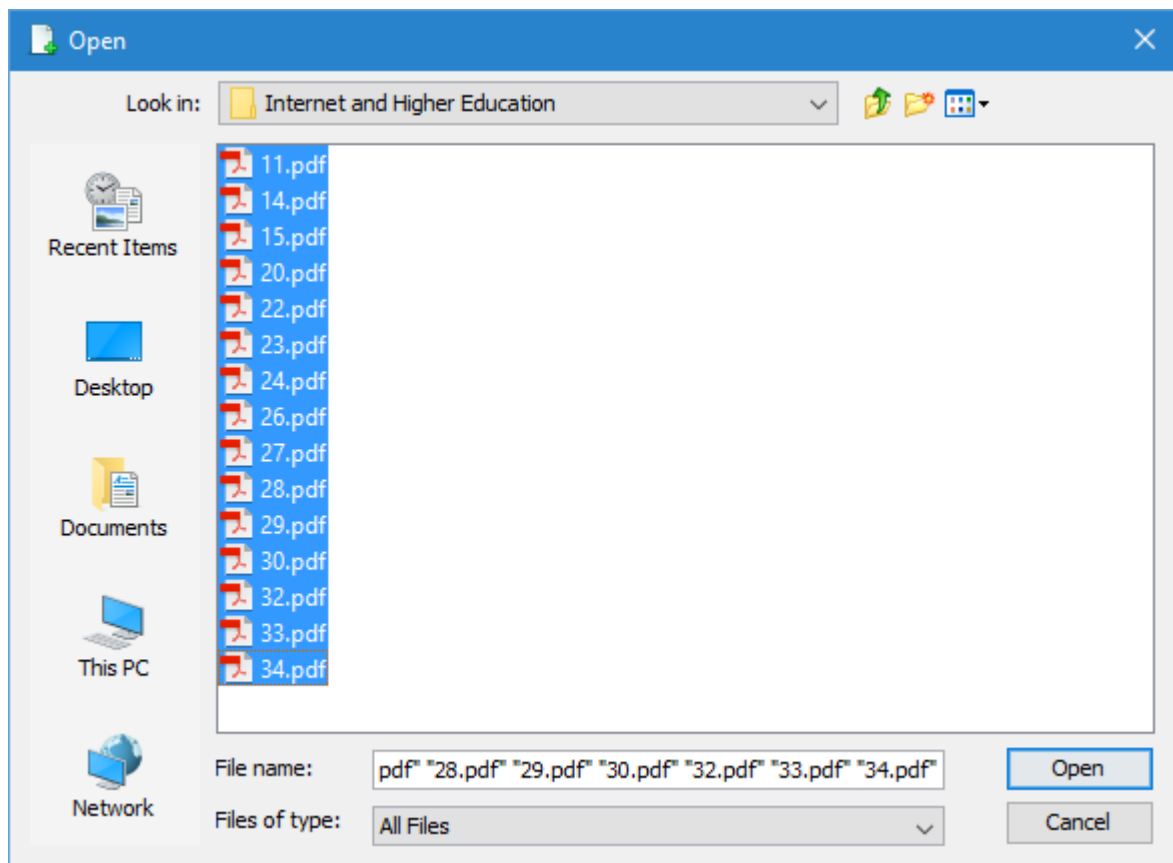 Open
Look in: Internet and Higher Education
Recent Items
Desktop
Documents
This PC
Network
11.pdf
14.pdf
15.pdf
20.pdf
22.pdf
23.pdf
24.pdf
26.pdf
27.pdf
28.pdf
29.pdf
30.pdf
32.pdf
33.pdf
34.pdf
File name: pdf" "28.pdf" "29.pdf" "30.pdf" "32.pdf" "33.pdf" "34.pdf" Open
Files of type: All Files Cancel